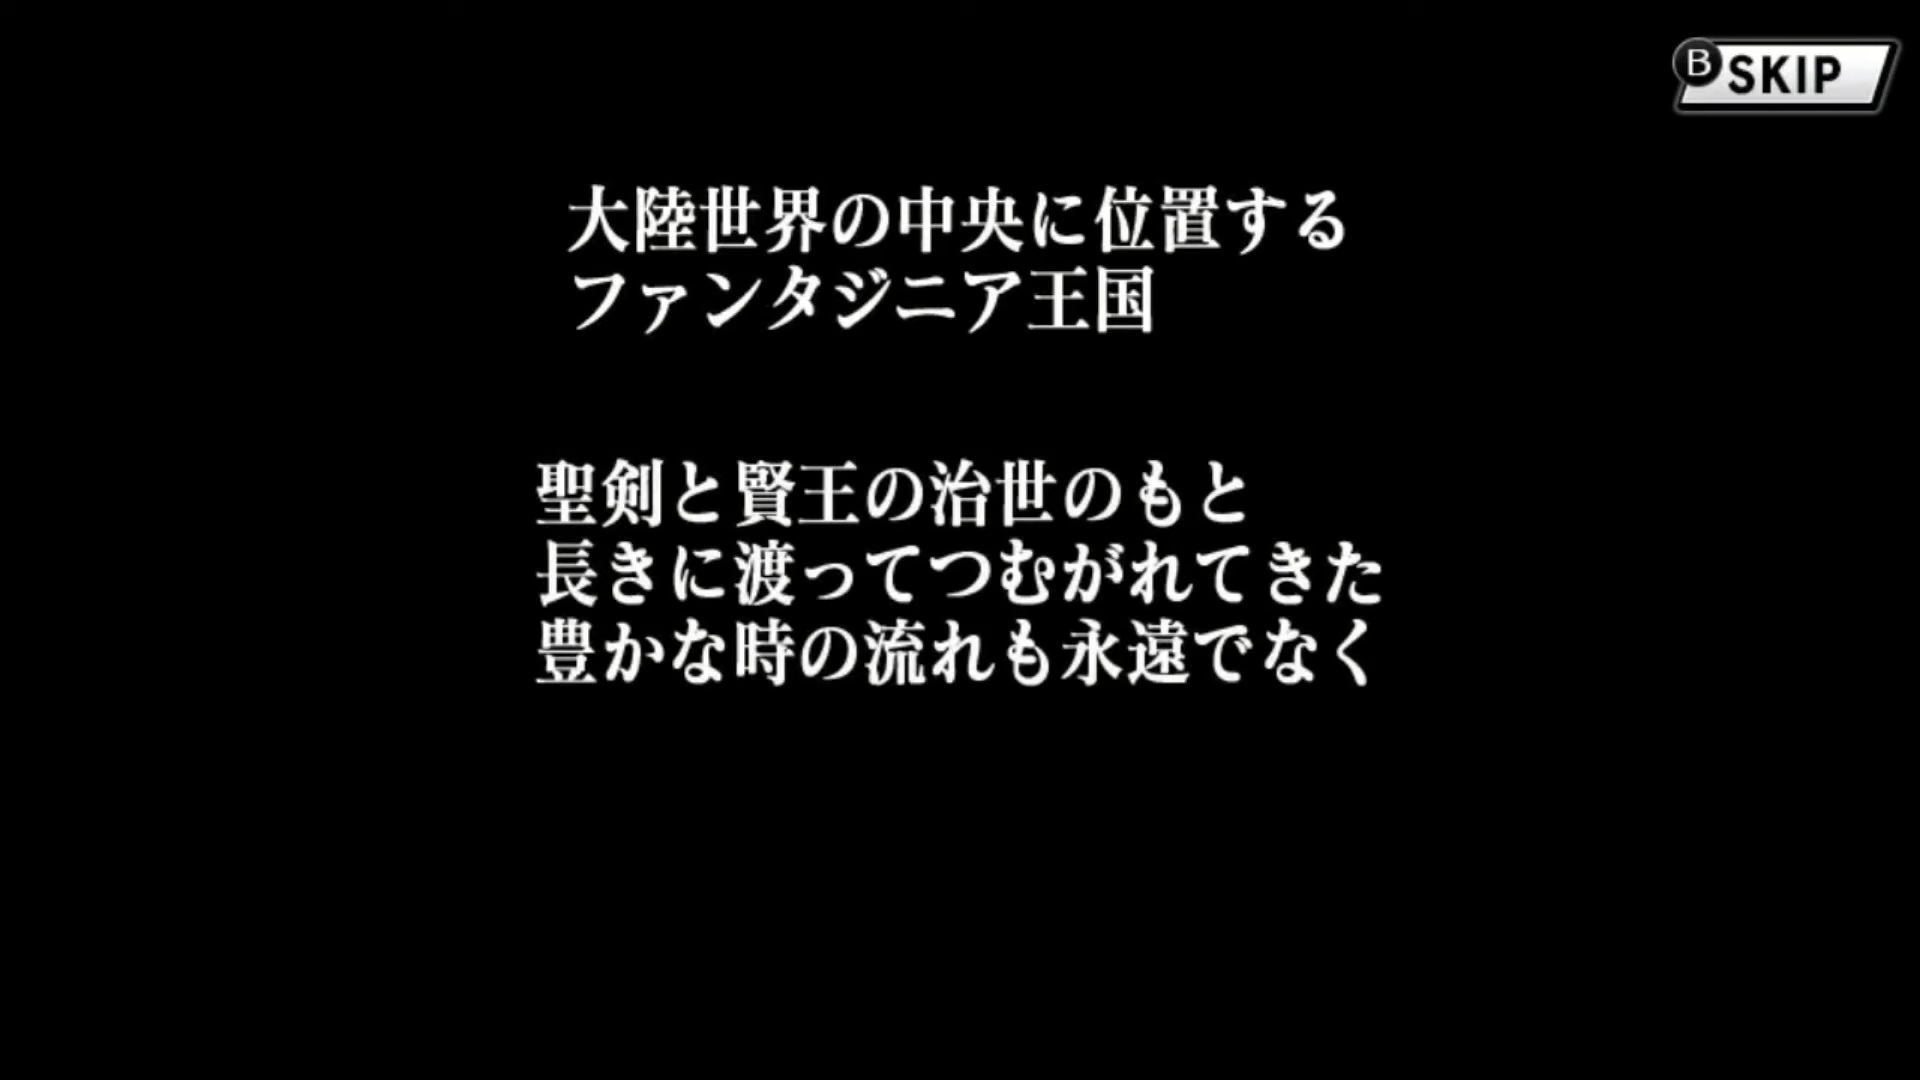 B SKIP
大陸世界の中央に位置する
ファンタジニア王国
聖剣と賢王の治世のもと
長きに渡ってつむがれてきた
豊かな時の流れも永遠でなく